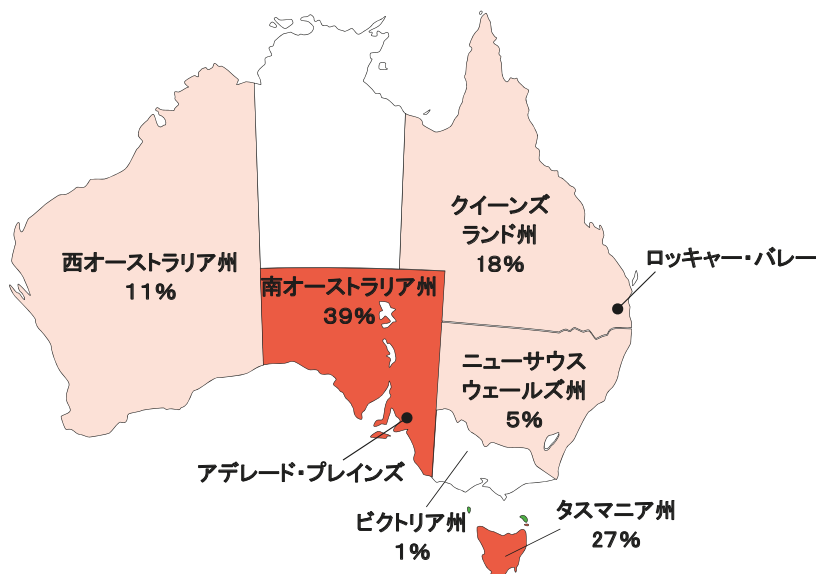 クイーンズ
ランド州
18%
ロッキャー・バレー
西オーストラリア州
11%
南オーストラリア州
39%
ニューサウス
ウェールズ州
5%
アデレード・プレインズ
ビクトリア州
1%
タスマニア州
27%